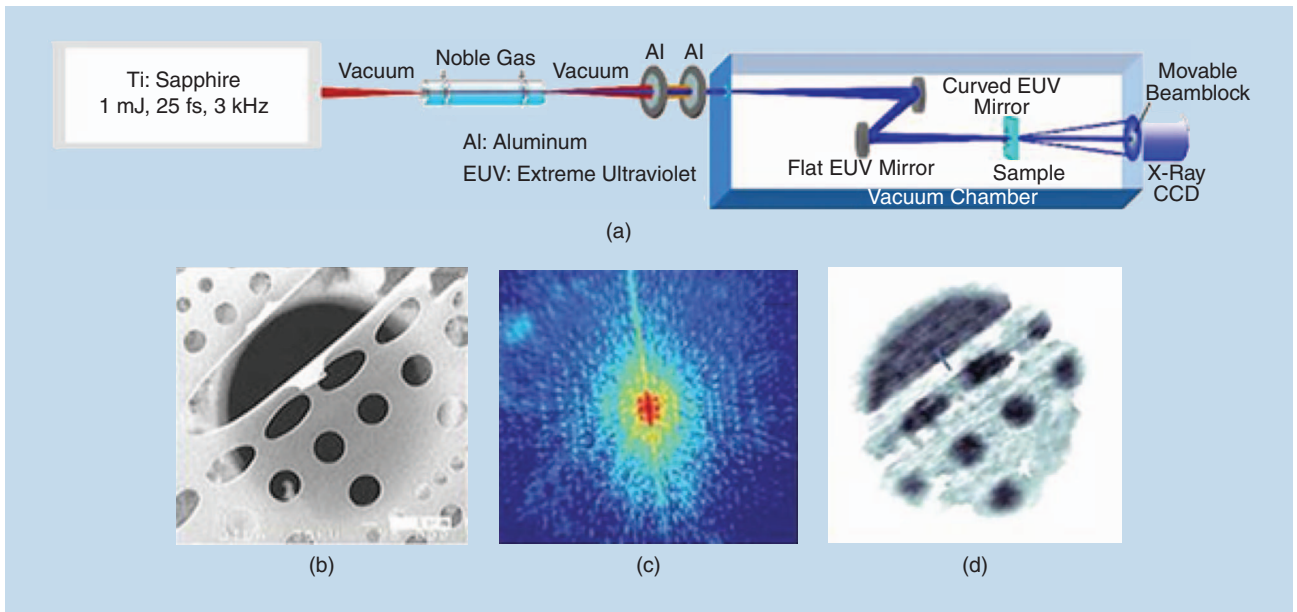 Ti: Sapphire
1 mJ, 25 fs, 3 kHz
Vacuum
Noble Gas
Vacuum
Al
Al
Al: Aluminum
EUV: Extreme Ultraviolet
Curved EUV
Mirror
Flat EUV Mirror
Sample
Vacuum Chamber
Movable
Beamblock
X-Ray
CCD
(a)
(b)
(c)
(d)